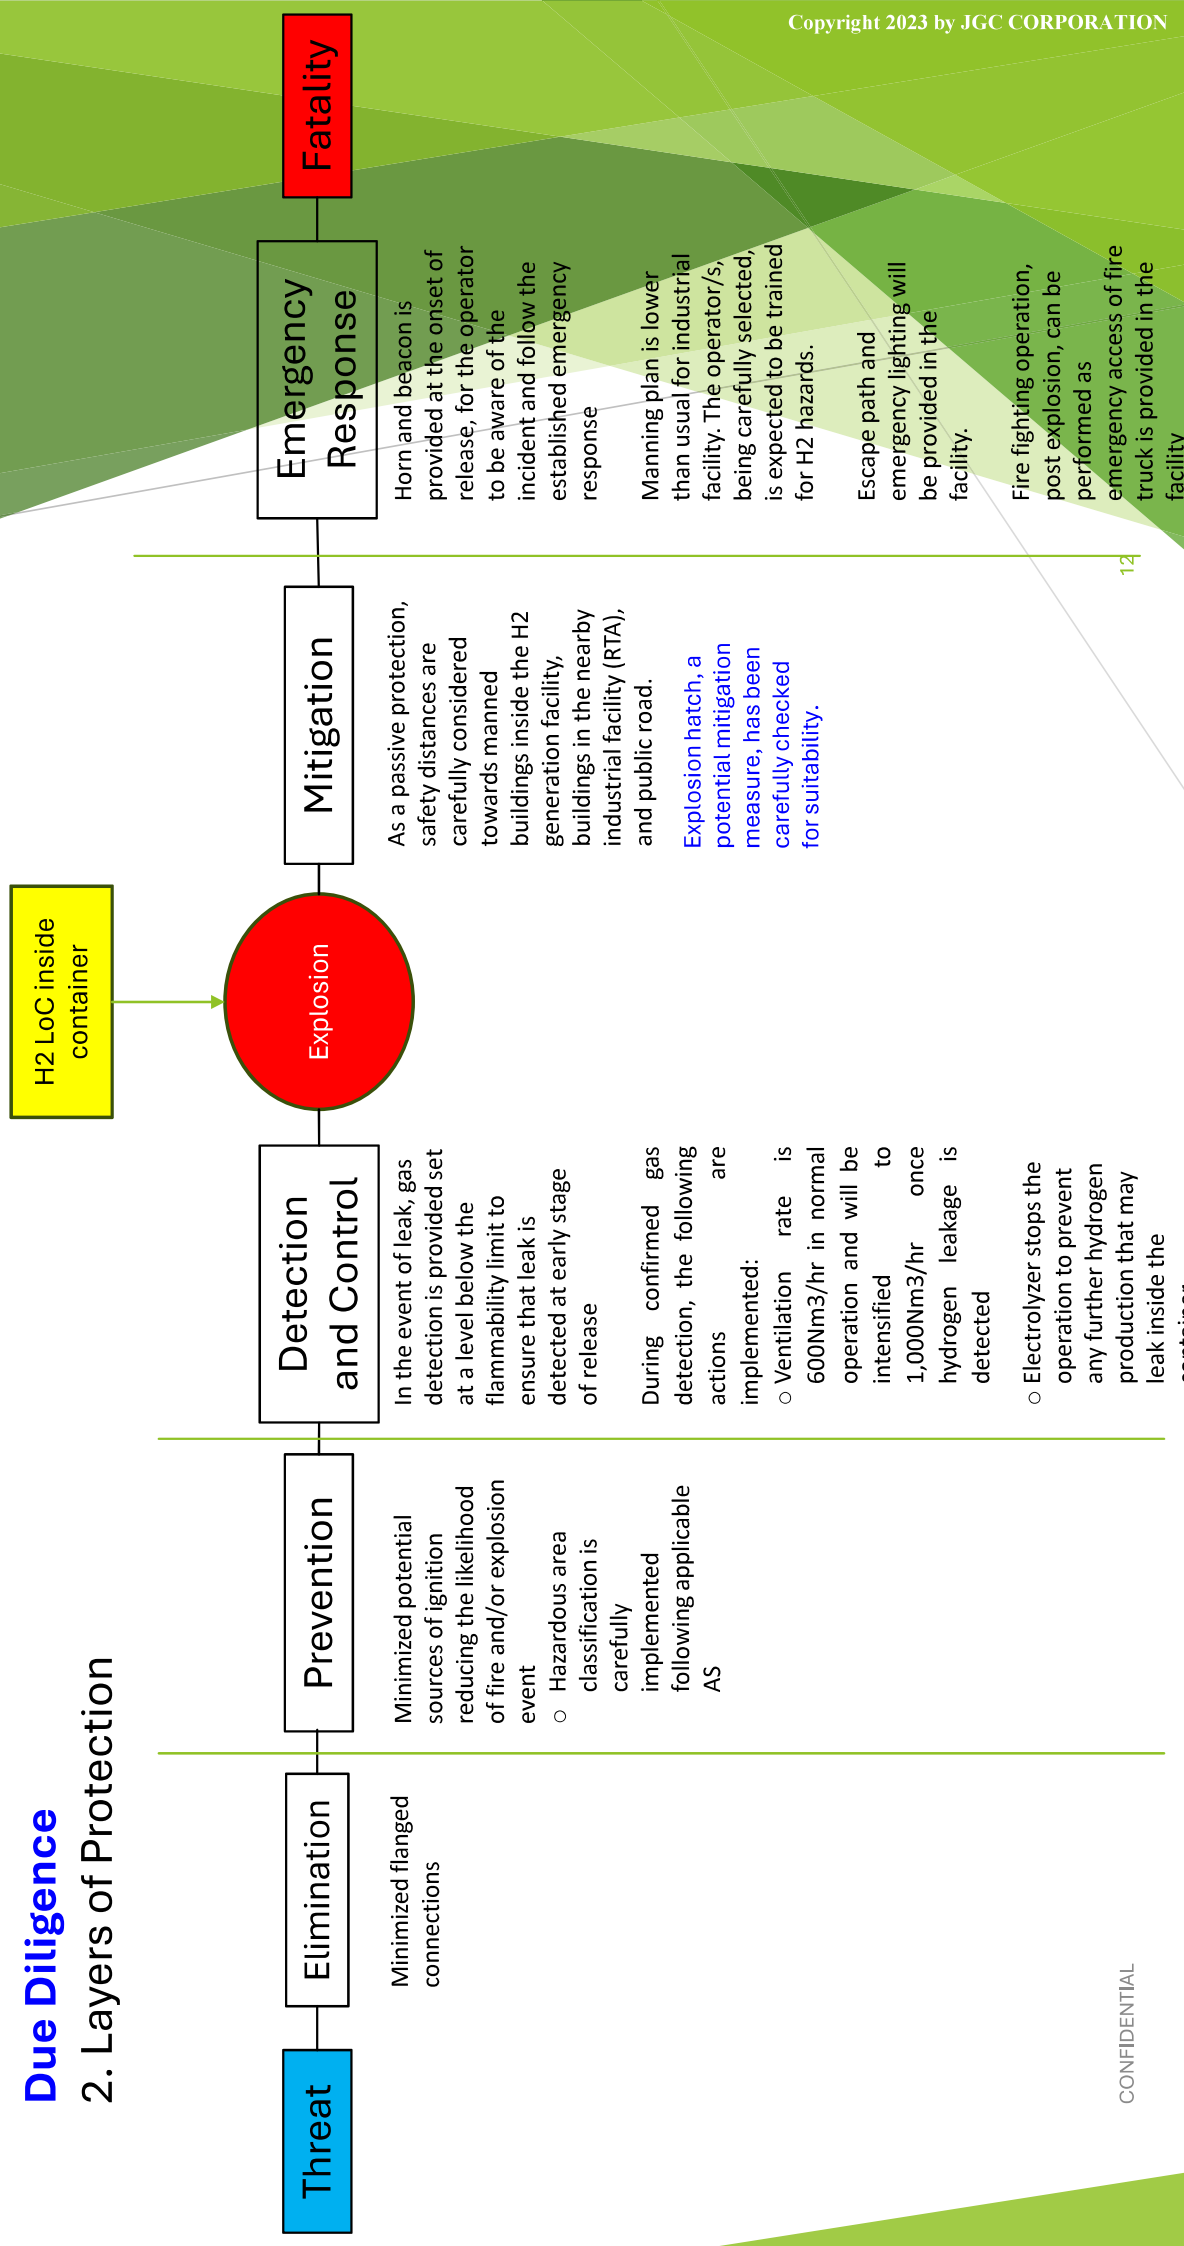 Copyright 2023 by JGC CORPORATION
Due Diligence
2. Layers of Protection
H2 LoC inside
container
Threat
Elimination
Minimized flanged
connections
Prevention
Minimized potential
sources of ignition
reducing the likelihood
of fire and/or explosion
event
○ Hazardous area
classification is
carefully
implemented
following applicable
AS
Detection
and Control
In the event of leak, gas
detection is provided set
at a level below the
flammability limit to
ensure that leak is
detected at early stage
of release
During confirmed gas
detection, the following
actions are
implemented:
○ Ventilation rate is
600Nm3/hr in normal
operation and will be
intensified to
1,000Nm3/hr once
hydrogen leakage is
detected
○ Electrolyzer stops the
operation to prevent
any further hydrogen
production that may
leak inside the
Explosion
Mitigation
As a passive protection,
safety distances are
carefully considered
towards manned
buildings inside the H2
generation facility,
buildings in the nearby
industrial facility (RTA),
and public road.
Explosion hatch, a
potential mitigation
measure, has been
carefully checked
for suitability.
Emergency
Response
Horn and beacon is
provided at the onset of
release, for the operator
to be aware of the
incident and follow the
established emergency
response
Manning plan is lower
than usual for industrial
facility. The operator/s,
being carefully selected,
is expected to be trained
for H2 hazards.
Escape path and
emergency lighting will
be provided in the
facility.
Fire fighting operation,
post explosion, can be
performed as
emergency access of fire
truck is provided in the
facility
Fatality
CONFIDENTIAL
12